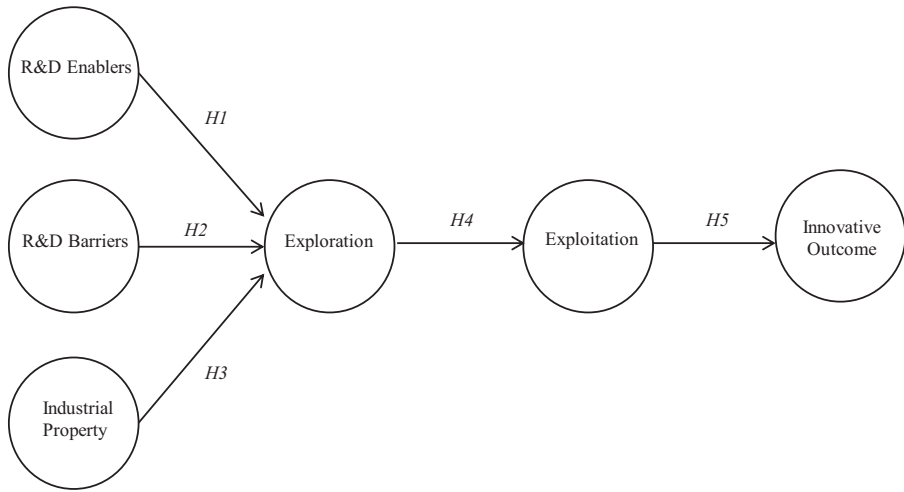 R&D Enablers
H1
R&D Barriers
H2
Exploration
H4
Exploitation
H5
Innovative
Outcome
H3
Industrial
Property